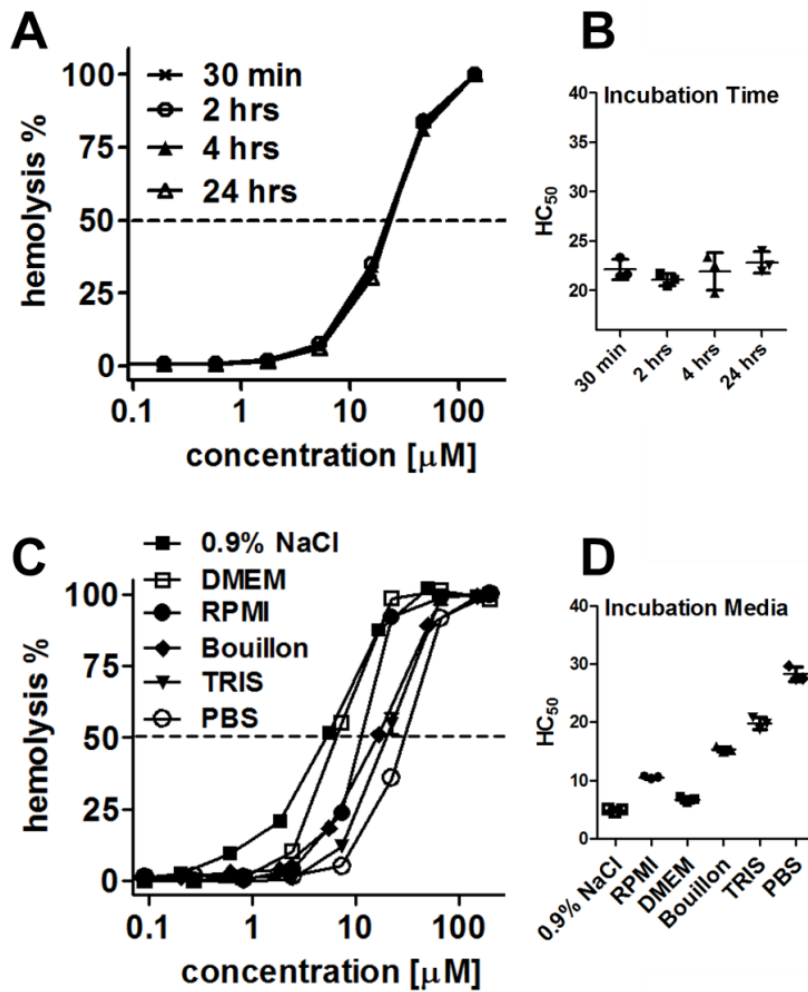 A
100
75
50
25
0
hemolysis %
30 min
2 hrs
4 hrs
24 hrs
0.1
1
10
100
concentration [μM]
B
Incubation Time
40
35
30
25
20
HC50
30 min
2 hrs
4 hrs
24 hrs
C
0.9% NaCl
DMEM
RPMI
Bouillon
TRIS
PBS
100
75
50
25
0
hemolysis %
0.1
1
10
100
concentration [μM]
D
Incubation Media
40
30
20
10
0
HC50
0.9% NaCl
RPMI
DMEM
Bouillon
TRIS
PBS